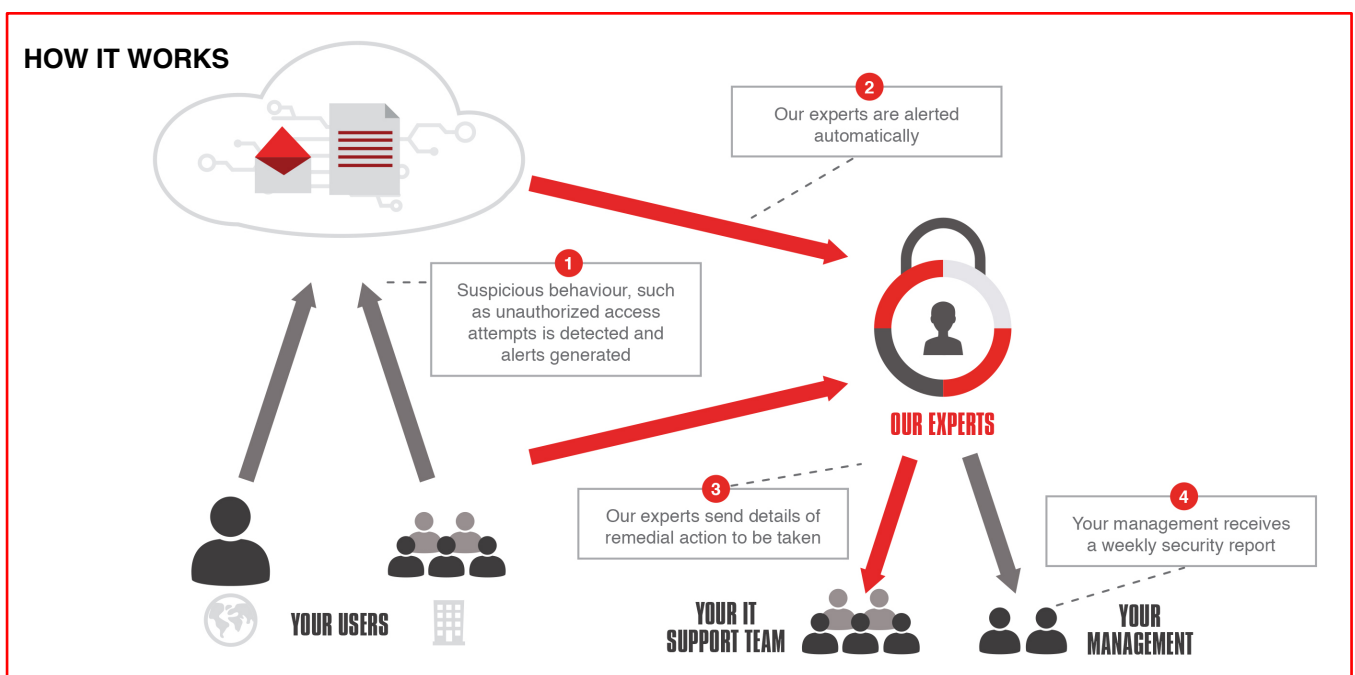 HOW IT WORKS
2
Our experts are alerted
automatically
1
Suspicious behaviour, such
as unauthorized access
attempts is detected and
alerts generated
OUR EXPERTS
3
Our experts send details of
remedial action to be taken
4
Your management receives
a weekly security report
YOUR USERS
YOUR IT
SUPPORT TEAM
YOUR
MANAGEMENT